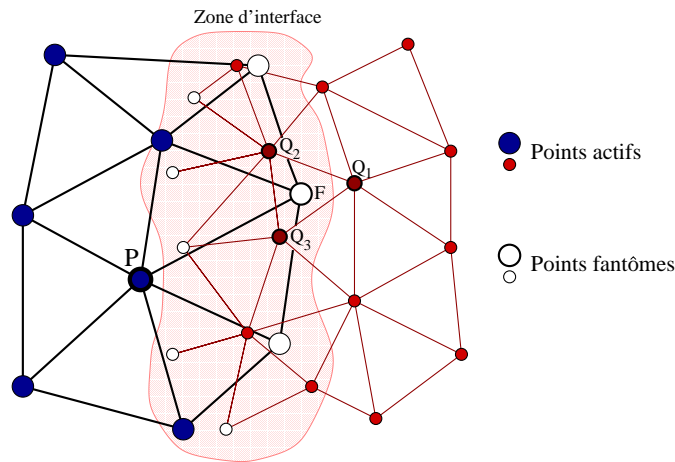 Zone d'interface
Q2
Q1
F
Q3
P
Points actifs
Points fantômes